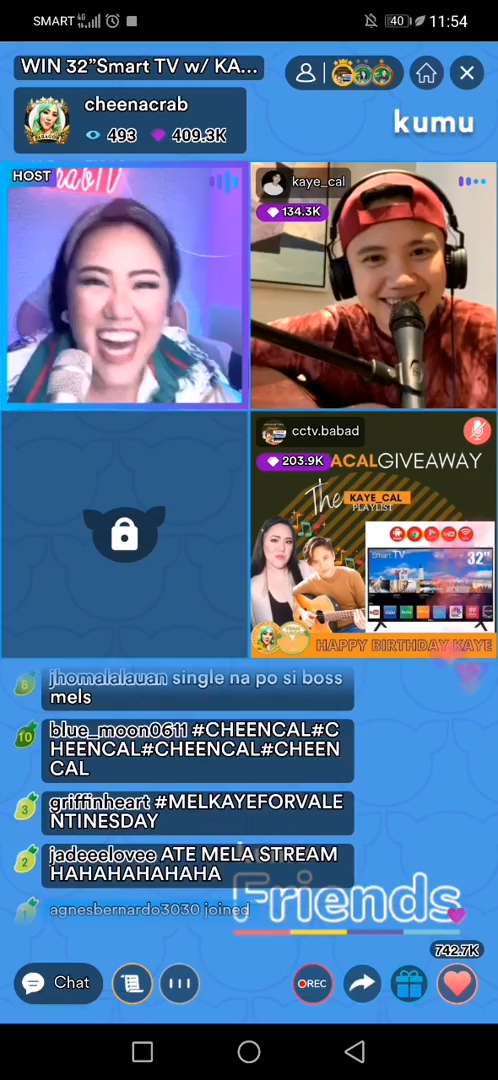 SMART 4G
40
11:54
WIN 32”Smart TV w/ KA...
cheenacrab
493 409.3K
kumu
HOST
kaye_cal
134.3K
cctv.babad
203.9K
ACALGIVEAWAY
The KAYE_CAL
PLAYLIST
Smart TV
32"
HAPPY BIRTHDAY KAYE
8
jhomalalauan single na po si boss
mels
10
blue_moon0611 #CHEENCAL#C
HEENCAL#CHEENCAL#CHEEN
CAL
3
griffinheart #MELKAYEFORVALE
NTINESDAY
2
jadeeelovee ATE MELA STREAM
HAHAHAHAHAHA
1
agnesbernardo3030 joined
Friends
742.7K
Chat
REC